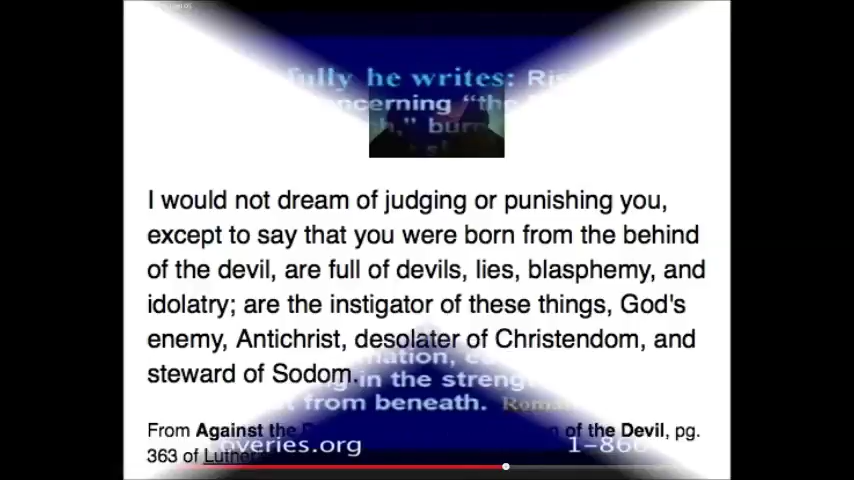 fully he writes:
ncerning "th
I would not dream of judging or punishing you,
except to say that you were born from the behind
of the devil, are full of devils, lies, blasphemy, and
idolatry; are the instigator of these things, God's
enemy, Antichrist, desolater of Christendom, and
steward of Sodom.
in the streng
from beneath.
From Against the of the Devil, pg.
363 of Luther
overies.org 1-866